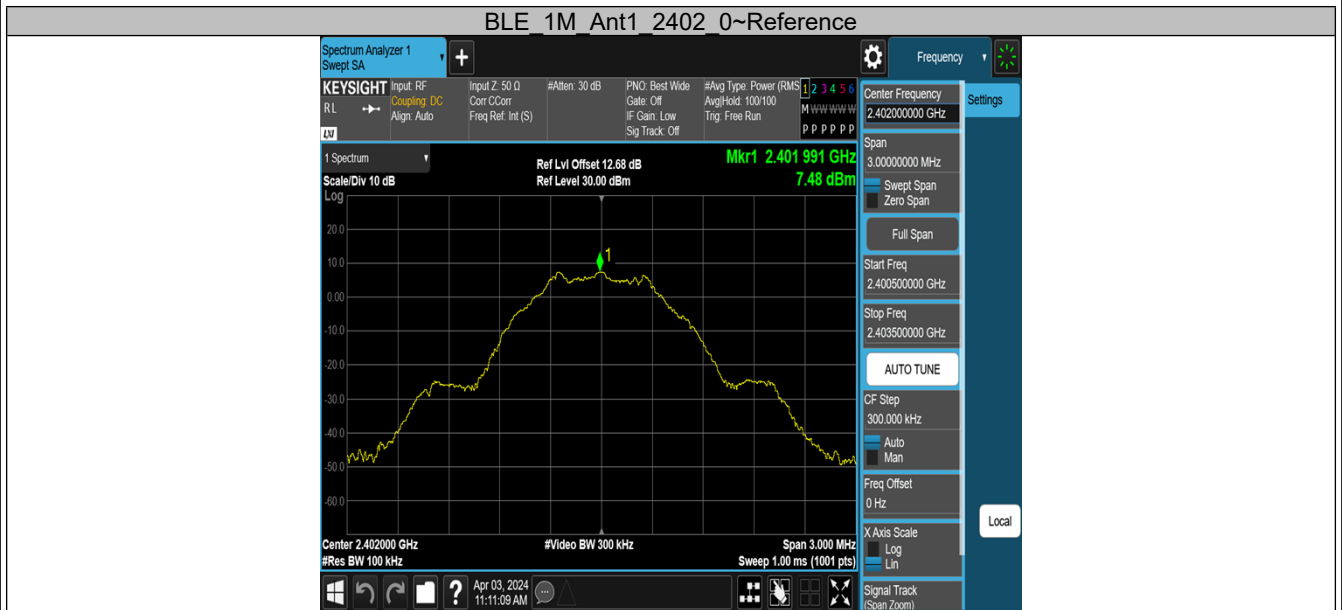 BLE_1M_Ant1_2402_0~Reference
Spectrum Analyzer 1
Swept SA
Frequency
KEYSIGHT
RL
LXI
Input: RF
Coupling: DC
Align: Auto
Input Z: 50 Ω
Corr CCorr
Freq Ref: Int (S)
#Atten: 30 dB
PNO: Best Wide
Gate: Off
IF Gain: Low
Sig Track: Off
#Avg Type: Power (RMS
Avg|Hold: 100/100
Trig: Free Run
1 2 3 4 5 6
M W W W W W
P P P P P P
1 Spectrum
Scale/Div 10 dB
Ref Lvl Offset 12.68 dB
Ref Level 30.00 dBm
Mkr1 2.401 991 GHz
7.48 dBm
Log
20.0
10.0
0.00
-10.0
-20.0
-30.0
-40.0
-50.0
-60.0
1
Center 2.402000 GHz
#Res BW 100 kHz
#Video BW 300 kHz
Span 3.000 MHz
Sweep 1.00 ms (1001 pts)
Center Frequency
2.402000000 GHz
Settings
Span
3.00000000 MHz
Swept Span
Zero Span
Full Span
Start Freq
2.400500000 GHz
Stop Freq
2.403500000 GHz
AUTO TUNE
CF Step
300.000 kHz
Auto
Man
Freq Offset
0 Hz
Local
X Axis Scale
Log
Lin
Signal Track
(Span Zoom)
?
Apr 03, 2024
11:11:09 AM